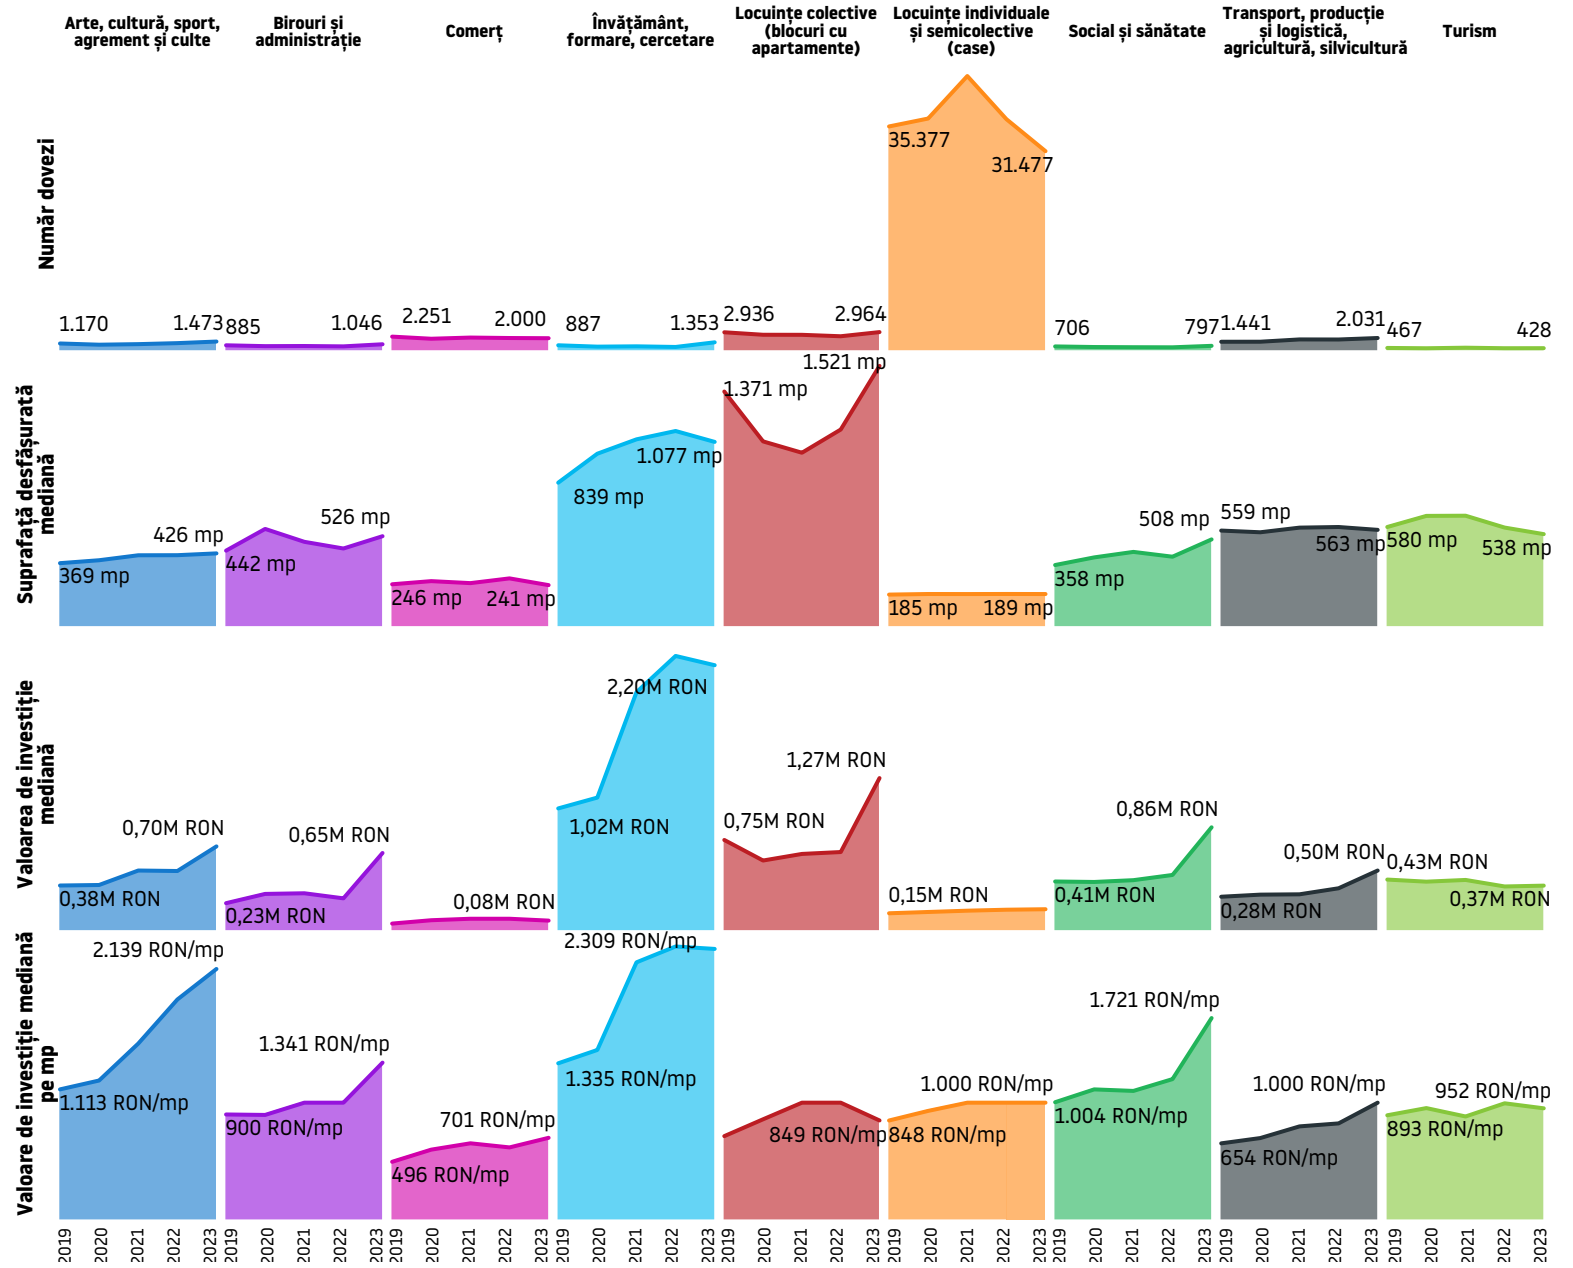 Arte, cultură, sport,
agrement și culte
Birouri și
administrație
Comerț
Învățământ,
formare, cercetare
Locuințe colective
(blocuri cu
apartamente)
Locuințe individuale
și semicolective
(case)
Social și sănătate
Transport, producție
și logistică,
agricultură, silvicultură
Turism
Număr dovezi
1.170
1.473
885
1.046
2.251
2.000
887
1.353
2.936
2.964
35.377
31.477
706
797
1.441
2.031
467
428
Suprafață desfășurată
mediană
369 mp
426 mp
442 mp
526 mp
246 mp
241 mp
839 mp
1.077 mp
1.371 mp
1.521 mp
185 mp
189 mp
358 mp
508 mp
559 mp
563 mp
580 mp
538 mp
Valoarea de investiție
mediană
0,38M RON
0,70M RON
0,23M RON
0,65M RON
0,08M RON
1,02M RON
2,20M RON
0,75M RON
1,27M RON
0,15M RON
0,41M RON
0,86M RON
0,28M RON
0,50M RON
0,43M RON
0,37M RON
Valoare de investiție mediană
pe mp
1.113 RON/mp
2.139 RON/mp
900 RON/mp
1.341 RON/mp
496 RON/mp
701 RON/mp
1.335 RON/mp
2.309 RON/mp
849 RON/mp
848 RON/mp
1.000 RON/mp
1.004 RON/mp
1.721 RON/mp
654 RON/mp
1.000 RON/mp
893 RON/mp
952 RON/mp
2019 2020 2021 2022 2023
2019 2020 2021 2022 2023
2019 2020 2021 2022 2023
2019 2020 2021 2022 2023
2019 2020 2021 2022 2023
2019 2020 2021 2022 2023
2019 2020 2021 2022 2023
2019 2020 2021 2022 2023
2019 2020 2021 2022 2023